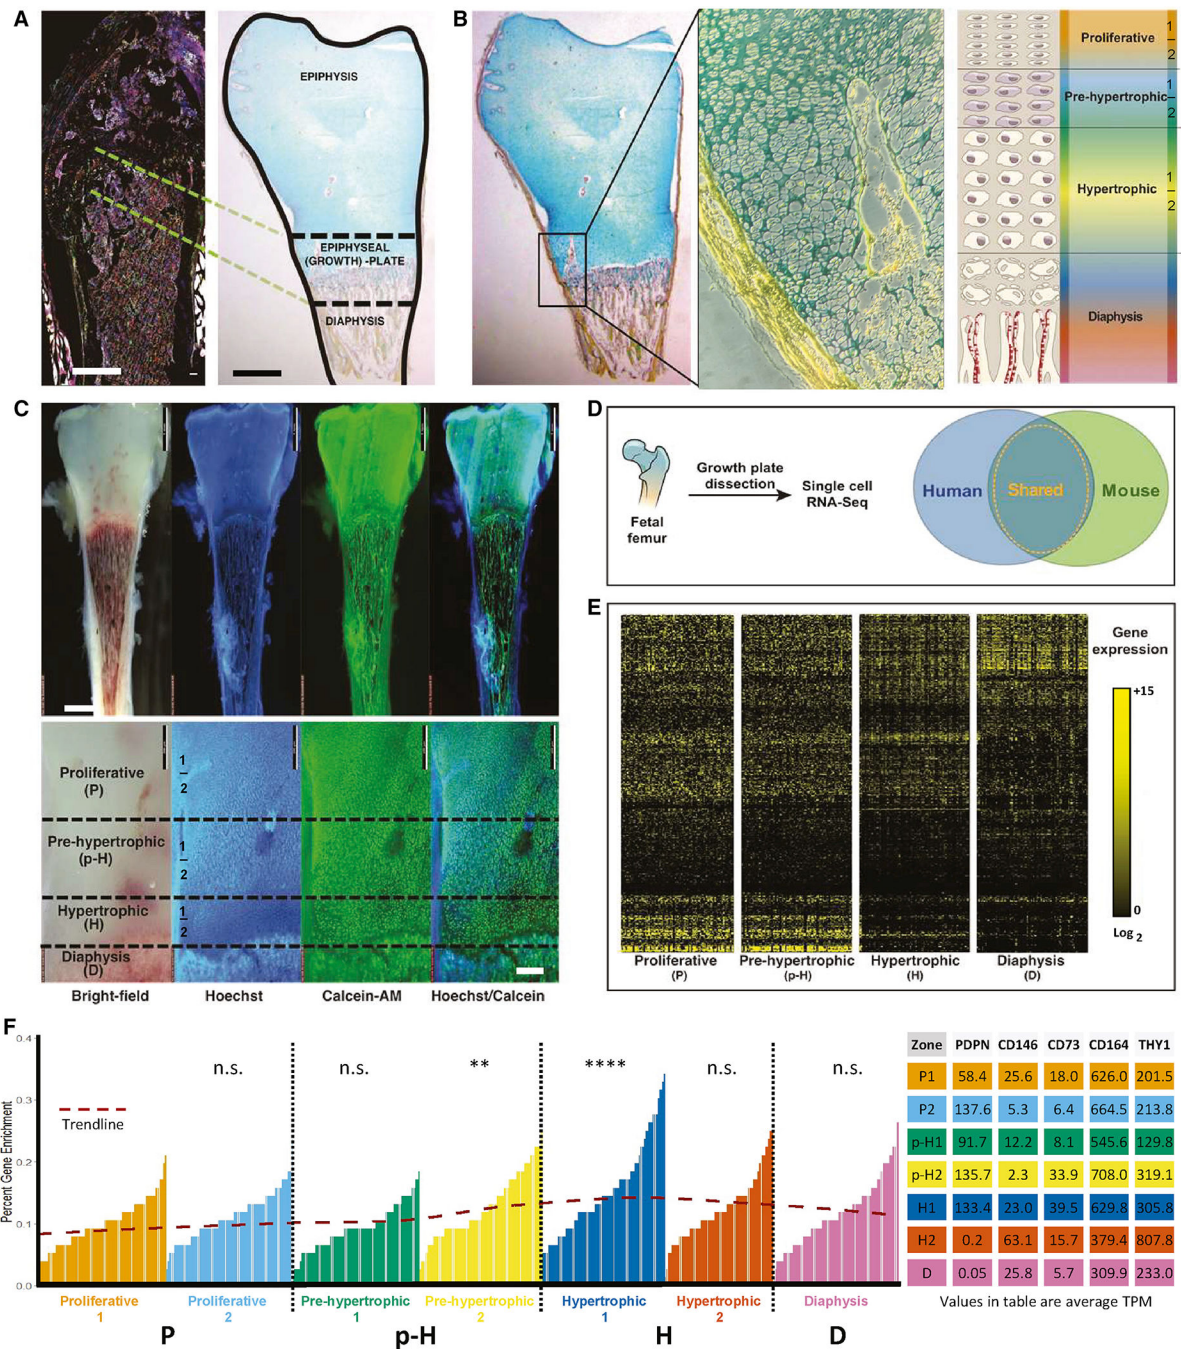 A
EPIPHYSIS
EPIPHYSEAL
(GROWTH) -PLATE
DIAPHYSIS
B
Proliferative
1
2
Pre-hypertrophic
1
2
Hypertrophic
1
2
Diaphysis
C
Proliferative
(P)
1
2
Pre-hypertrophic
(p-H)
1
2
Hypertrophic
(H)
1
2
Diaphysis
(D)
Bright-field Hoechst Calcein-AM Hoechst/Calcein
D
Fetal
femur
Growth plate
dissection
Single cell
RNA-Seq
Human Shared Mouse
E
Gene
expression
+15
0
Log 2
Proliferative
(P)
Pre-hypertrophic
(p-H)
Hypertrophic
(H)
Diaphysis
(D)
F
Percent Gene Enrichment
0.4
0.3
0.2
0.1
0.0
Trendline
n.s. n.s. ** **** n.s. n.s.
Proliferative
1
Proliferative
2
Pre-hypertrophic
1
Pre-hypertrophic
2
Hypertrophic
1
Hypertrophic
2
Diaphysis
P p-H H D
Zone PDPN CD146 CD73 CD164 THY1
P1 58.4 25.6 18.0 626.0 201.5
P2 137.6 5.3 6.4 664.5 213.8
p-H1 91.7 12.2 8.1 545.6 129.8
p-H2 135.7 2.3 33.9 708.0 319.1
H1 133.4 23.0 39.5 629.8 305.8
H2 0.2 63.1 15.7 379.4 807.8
D 0.05 25.8 5.7 309.9 233.0
Values in table are average TPM